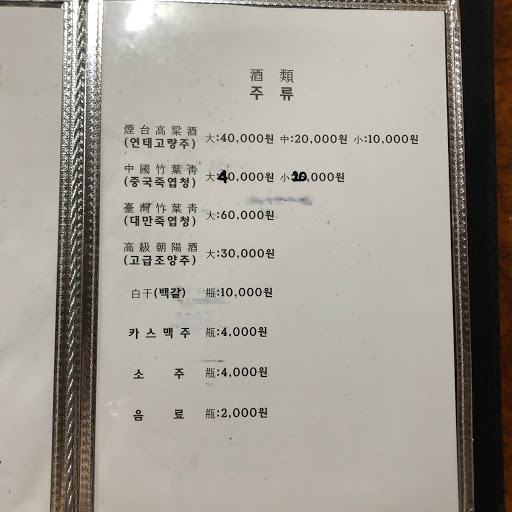 酒 類
주 류
煙台高粱酒
(연태고량주) 大:40,000원 中:20,000원 小:10,000원
中國竹葉靑
(중국죽엽청) 大:40,000원 小:20,000원
臺灣竹葉靑
(대만죽엽청) 大:60,000원
高級朝陽酒
(고급조양주) 大:30,000원
白干(백갈) 瓶:10,000원
카스맥주 瓶:4,000원
소 주 瓶:4,000원
음 료 瓶:2,000원